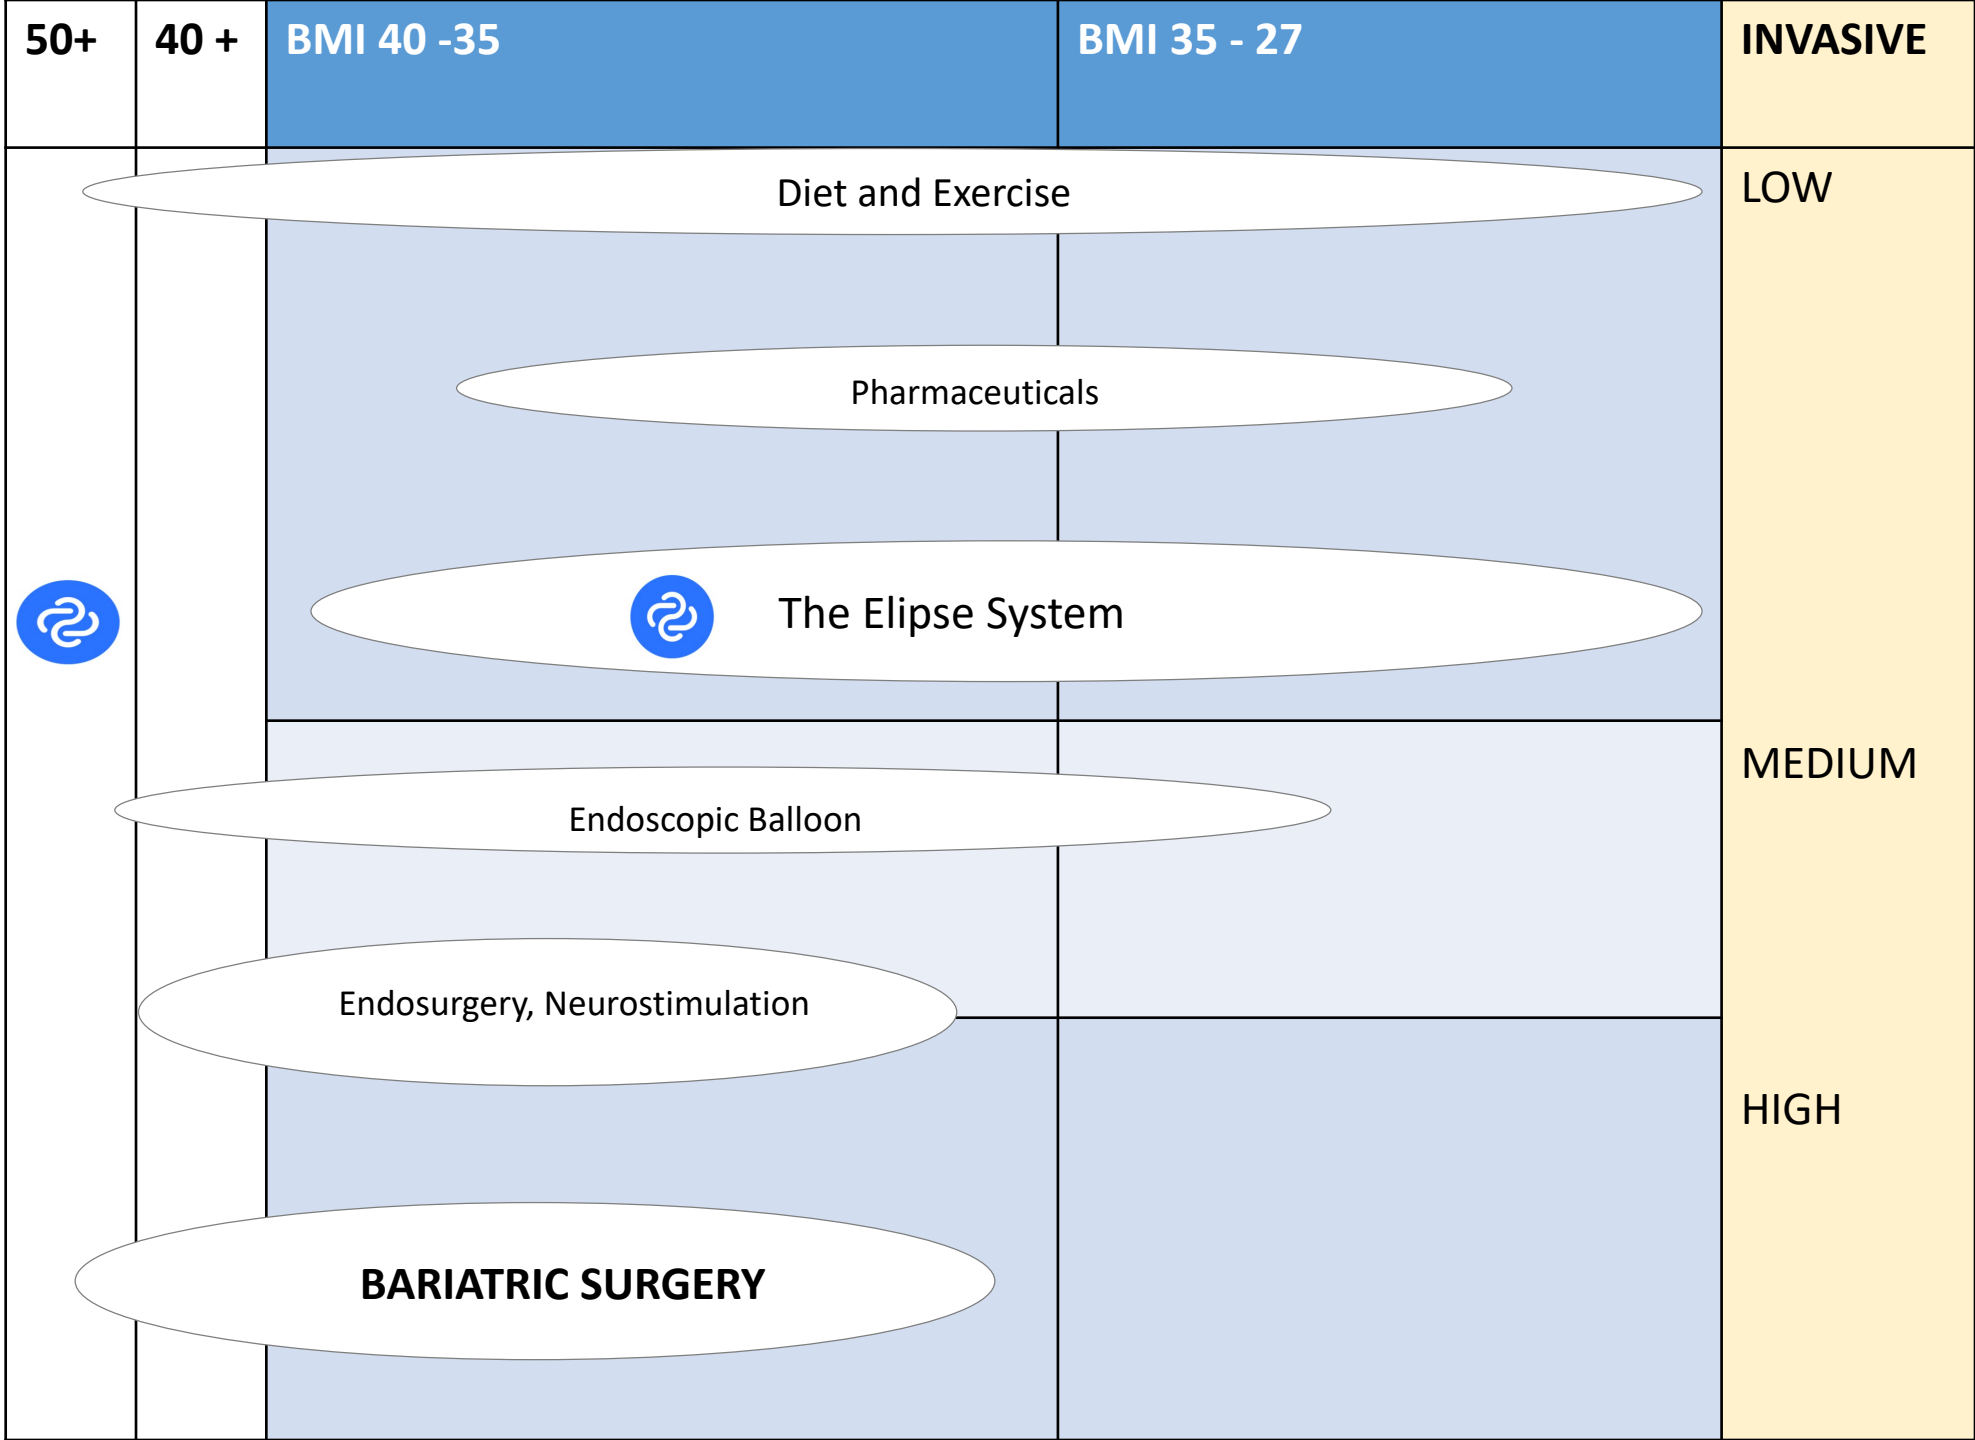 50+
40 +
BMI 40 -35
BMI 35 - 27
INVASIVE
Diet and Exercise
LOW
Pharmaceuticals
The Elipse System
MEDIUM
Endoscopic Balloon
Endosurgery, Neurostimulation
HIGH
BARIATRIC SURGERY